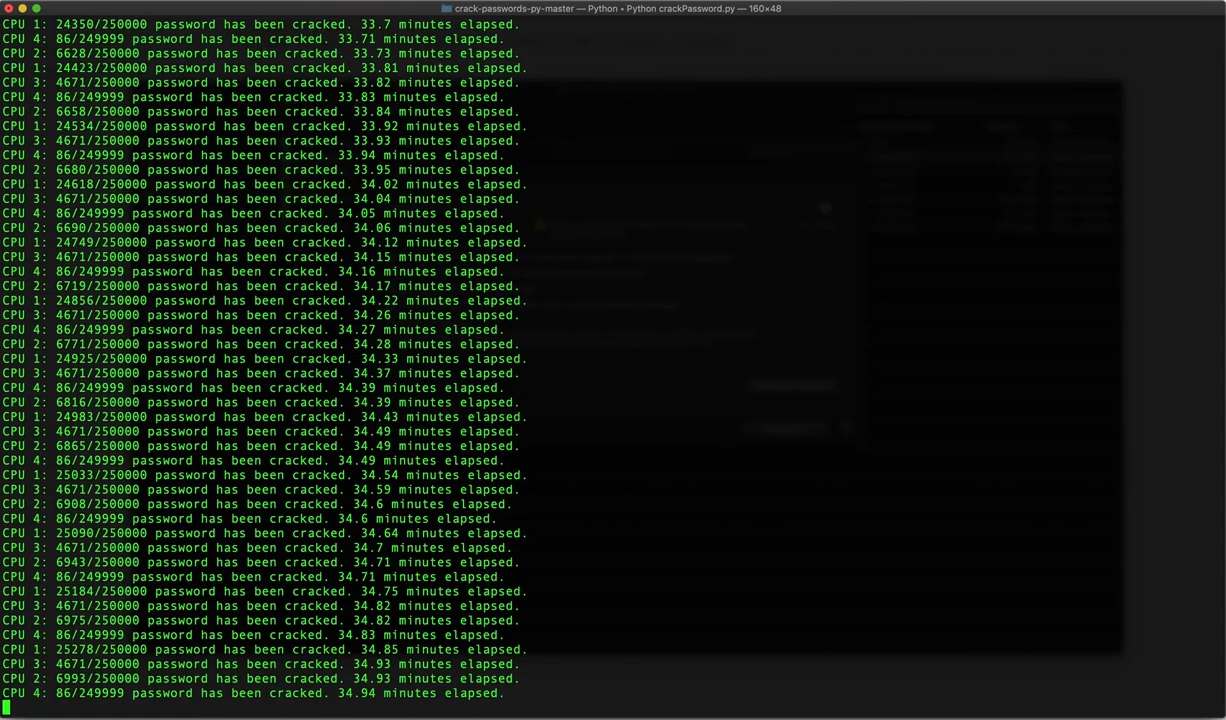 crack-passwords-py-master — Python • Python crackPassword.py — 160×48
CPU 1: 24350/250000 password has been cracked. 33.7 minutes elapsed.
CPU 4: 86/249999 password has been cracked. 33.71 minutes elapsed.
CPU 2: 6628/250000 password has been cracked. 33.73 minutes elapsed.
CPU 1: 24423/250000 password has been cracked. 33.81 minutes elapsed.
CPU 3: 4671/250000 password has been cracked. 33.82 minutes elapsed.
CPU 4: 86/249999 password has been cracked. 33.83 minutes elapsed.
CPU 2: 6658/250000 password has been cracked. 33.84 minutes elapsed.
CPU 1: 24534/250000 password has been cracked. 33.92 minutes elapsed.
CPU 3: 4671/250000 password has been cracked. 33.93 minutes elapsed.
CPU 4: 86/249999 password has been cracked. 33.94 minutes elapsed.
CPU 2: 6680/250000 password has been cracked. 33.95 minutes elapsed.
CPU 1: 24618/250000 password has been cracked. 34.02 minutes elapsed.
CPU 3: 4671/250000 password has been cracked. 34.04 minutes elapsed.
CPU 4: 86/249999 password has been cracked. 34.05 minutes elapsed.
CPU 2: 6690/250000 password has been cracked. 34.06 minutes elapsed.
CPU 1: 24749/250000 password has been cracked. 34.12 minutes elapsed.
CPU 3: 4671/250000 password has been cracked. 34.15 minutes elapsed.
CPU 4: 86/249999 password has been cracked. 34.16 minutes elapsed.
CPU 2: 6719/250000 password has been cracked. 34.17 minutes elapsed.
CPU 1: 24856/250000 password has been cracked. 34.22 minutes elapsed.
CPU 3: 4671/250000 password has been cracked. 34.26 minutes elapsed.
CPU 4: 86/249999 password has been cracked. 34.27 minutes elapsed.
CPU 2: 6771/250000 password has been cracked. 34.28 minutes elapsed.
CPU 1: 24925/250000 password has been cracked. 34.33 minutes elapsed.
CPU 3: 4671/250000 password has been cracked. 34.37 minutes elapsed.
CPU 4: 86/249999 password has been cracked. 34.39 minutes elapsed.
CPU 2: 6816/250000 password has been cracked. 34.39 minutes elapsed.
CPU 1: 24983/250000 password has been cracked. 34.43 minutes elapsed.
CPU 3: 4671/250000 password has been cracked. 34.49 minutes elapsed.
CPU 2: 6865/250000 password has been cracked. 34.49 minutes elapsed.
CPU 4: 86/249999 password has been cracked. 34.49 minutes elapsed.
CPU 1: 25033/250000 password has been cracked. 34.54 minutes elapsed.
CPU 3: 4671/250000 password has been cracked. 34.59 minutes elapsed.
CPU 2: 6908/250000 password has been cracked. 34.6 minutes elapsed.
CPU 4: 86/249999 password has been cracked. 34.6 minutes elapsed.
CPU 1: 25090/250000 password has been cracked. 34.64 minutes elapsed.
CPU 3: 4671/250000 password has been cracked. 34.7 minutes elapsed.
CPU 2: 6943/250000 password has been cracked. 34.71 minutes elapsed.
CPU 4: 86/249999 password has been cracked. 34.71 minutes elapsed.
CPU 1: 25184/250000 password has been cracked. 34.75 minutes elapsed.
CPU 3: 4671/250000 password has been cracked. 34.82 minutes elapsed.
CPU 2: 6975/250000 password has been cracked. 34.82 minutes elapsed.
CPU 4: 86/249999 password has been cracked. 34.83 minutes elapsed.
CPU 1: 25278/250000 password has been cracked. 34.85 minutes elapsed.
CPU 3: 4671/250000 password has been cracked. 34.93 minutes elapsed.
CPU 2: 6993/250000 password has been cracked. 34.93 minutes elapsed.
CPU 4: 86/249999 password has been cracked. 34.94 minutes elapsed.